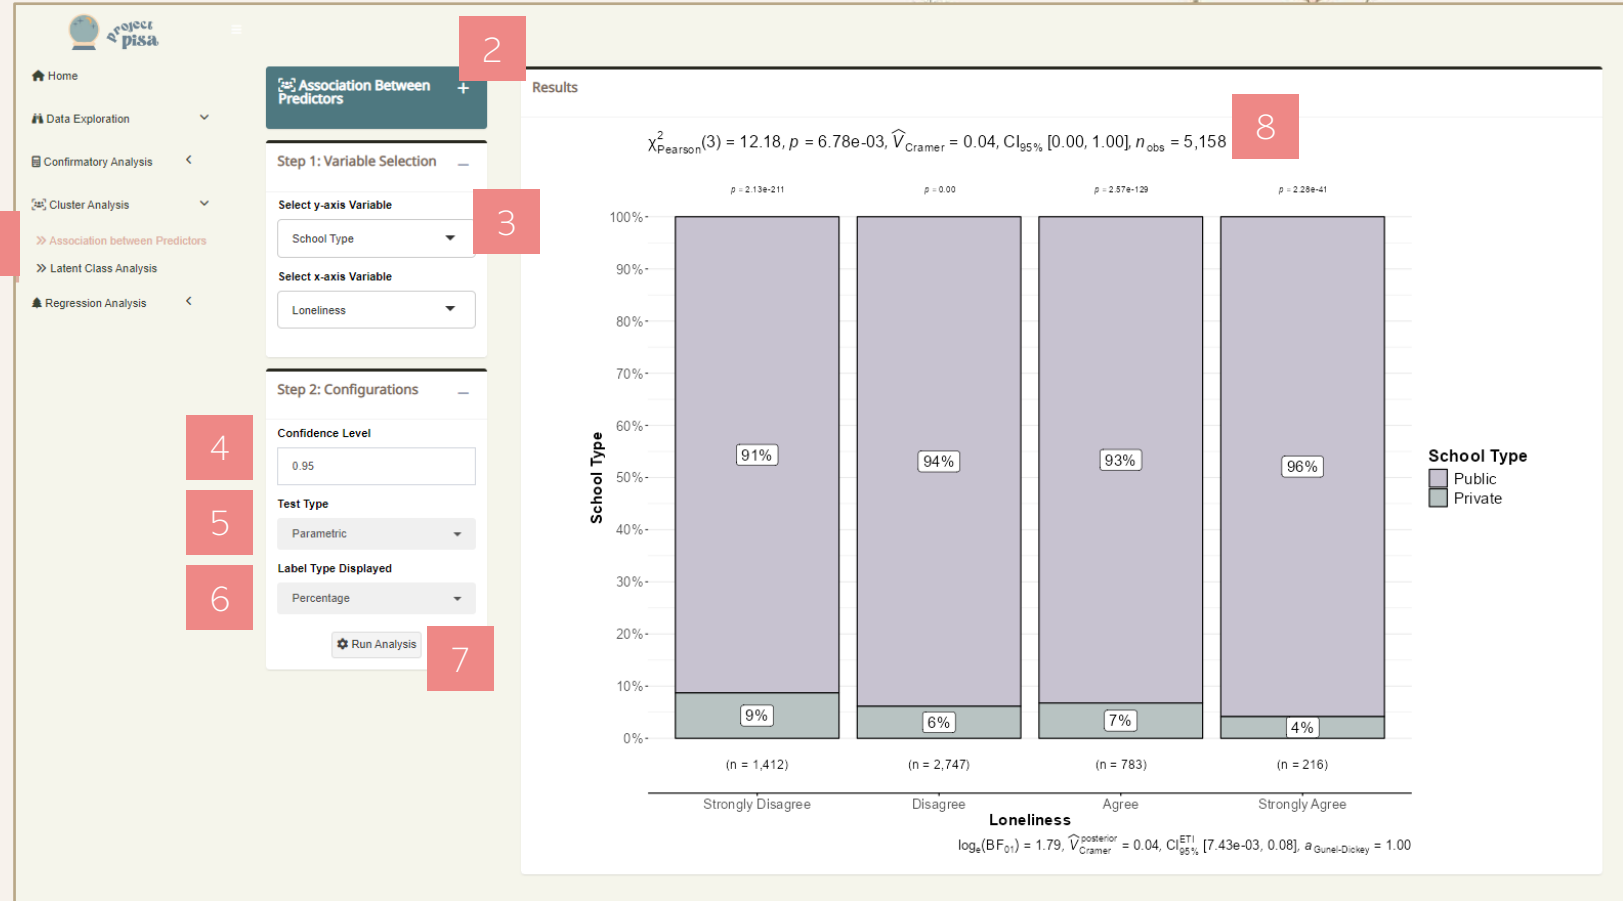 project
pisa
Home
Data Exploration
Confirmatory Analysis
Cluster Analysis
Association between Predictors
Latent Class Analysis
Regression Analysis
2
Association Between
Predictors
+
Step 1: Variable Selection
Select y-axis Variable
School Type
3
Select x-axis Variable
Loneliness
Step 2: Configurations
4
Confidence Level
0.95
5
Test Type
Parametric
6
Label Type Displayed
Percentage
Run Analysis
7
Results
8
χ²Pearson(3) = 12.18, p = 6.78e-03, V̂Cramer = 0.04, CI95% [0.00, 1.00], nobs = 5,158
p = 2.13e-211 p = 0.00 p = 2.57e-129 p = 2.28e-41
100%
90%
80%
70%
60%
50%
40%
30%
20%
10%
0%
School Type
91% 94% 93% 96%
9% 6% 7% 4%
(n = 1,412) (n = 2,747) (n = 783) (n = 216)
Strongly Disagree Disagree Agree Strongly Agree
Loneliness
loge(BF01) = 1.79, V̂posteriorCramer = 0.04, CIETI95% [7.43e-03, 0.08], aGunel-Dickey = 1.00
School Type
Public
Private